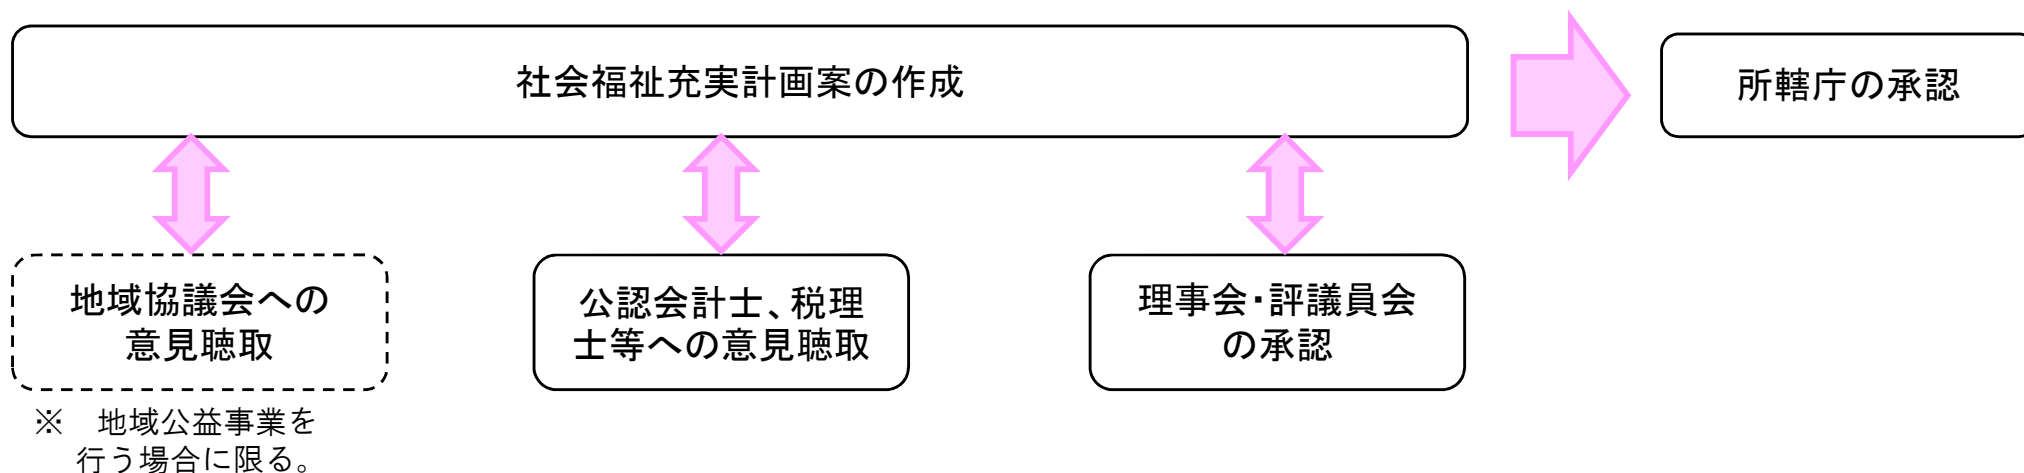 社会福祉充実計画案の作成
所轄庁の承認
地域協議会への
意見聴取
公認会計士、税理
士等への意見聴取
理事会・評議員会
の承認
※　地域公益事業を
行う場合に限る。